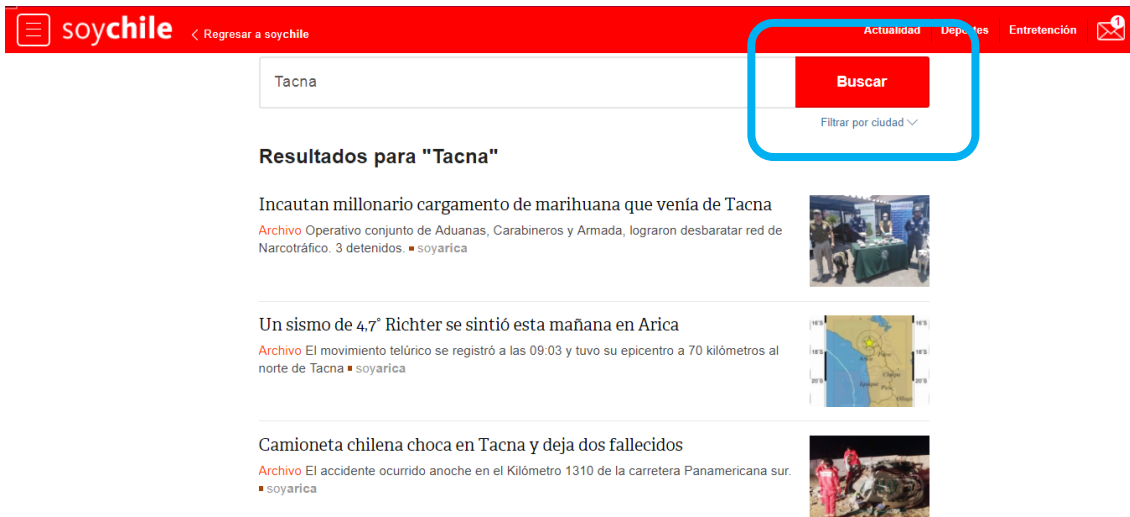 soychile
< Regresar a soychile
Actualidad
Deportes
Entretención
1
Tacna
Buscar
Filtrar por ciudad
Resultados para "Tacna"
Incautan millonario cargamento de marihuana que venía de Tacna
Archivo Operativo conjunto de Aduanas, Carabineros y Armada, lograron desbaratar red de
Narcotráfico. 3 detenidos. ▪ soyarica
Un sismo de 4,7° Richter se sintió esta mañana en Arica
Archivo El movimiento telúrico se registró a las 09:03 y tuvo su epicentro a 70 kilómetros al
norte de Tacna ▪ soyarica
Camioneta chilena choca en Tacna y deja dos fallecidos
Archivo El accidente ocurrido anoche en el Kilómetro 1310 de la carretera Panamericana sur.
▪ soyarica